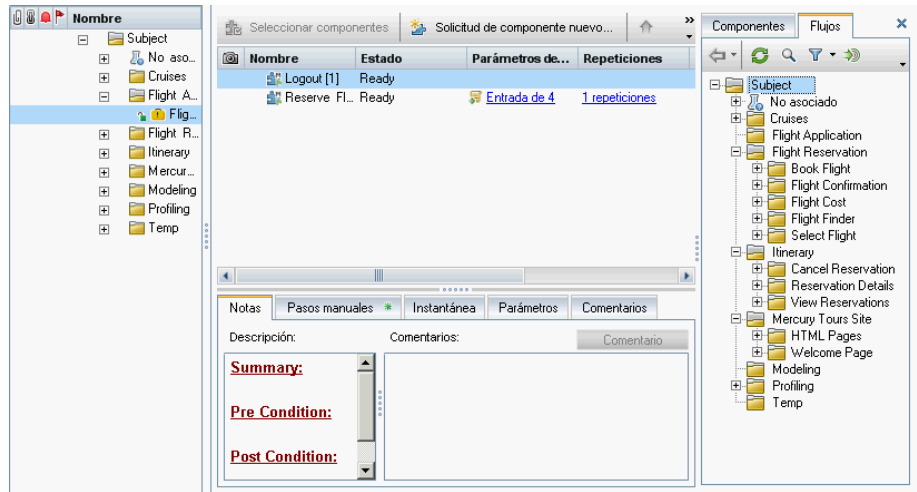 Nombre
Subject
No aso...
Cruises
Flight A...
Flig...
Flight R...
Itinerary
Mercur...
Modeling
Profiling
Temp
Seleccionar componentes
Solicitud de componente nuevo...
»
Nombre Estado Parámetros de... Repeticiones
Logout [1] Ready
Reserve Fl... Ready Entrada de 4 1 repeticiones
Notas Pasos manuales * Instantánea Parámetros Comentarios
Descripción: Comentarios: Comentario
Summary:
Pre Condition:
Post Condition:
Componentes Flujos
Subject
No asociado
Cruises
Flight Application
Flight Reservation
Book Flight
Flight Confirmation
Flight Cost
Flight Finder
Select Flight
Itinerary
Cancel Reservation
Reservation Details
View Reservations
Mercury Tours Site
HTML Pages
Welcome Page
Modeling
Profiling
Temp